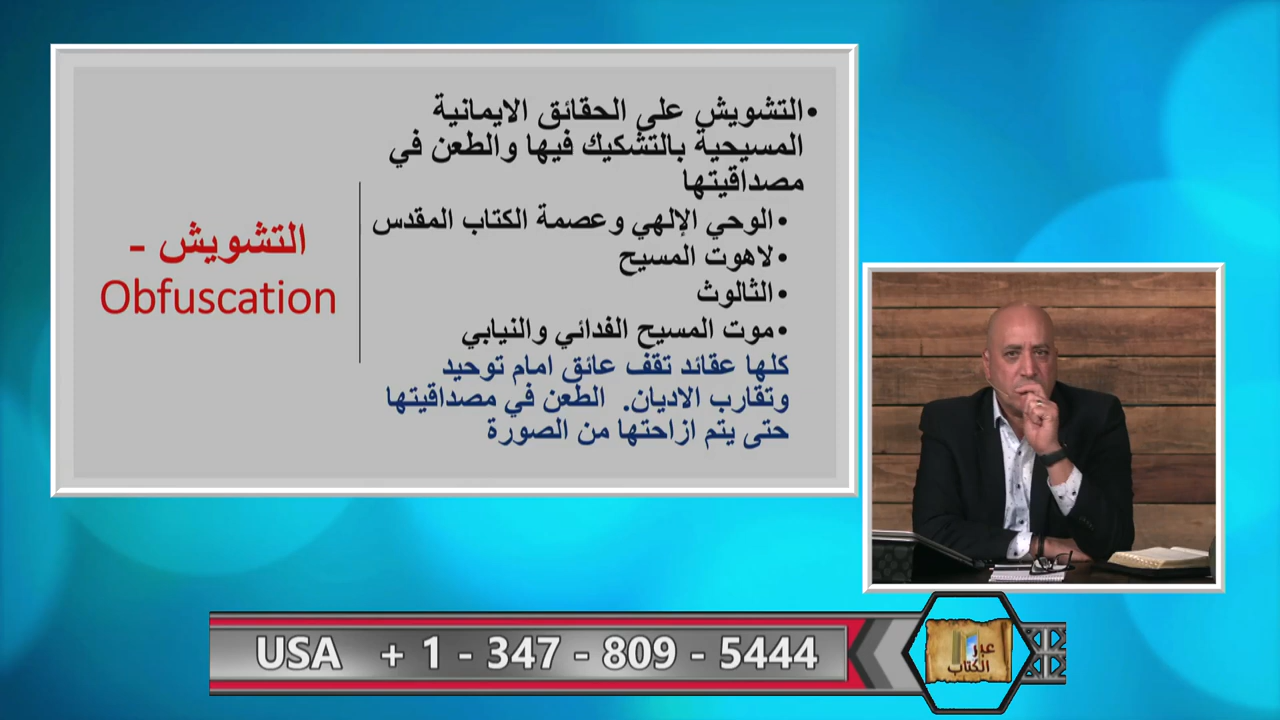 •التشويش على الحقائق الايمانية
المسيحية بالتشكيك فيها والطعن في
مصداقيتها
•الوحي الإلهي وعصمة الكتاب المقدس
•لاهوت المسيح
•الثالوث
•موت المسيح الفدائي والنيابي
كلها عقائد تقف عائق امام توحيد
وتقارب الاديان. الطعن في مصداقيتها
حتى يتم ازاحتها من الصورة
التشويش -
Obfuscation
USA + 1 - 347 - 809 - 5444
عبر
الكتاب